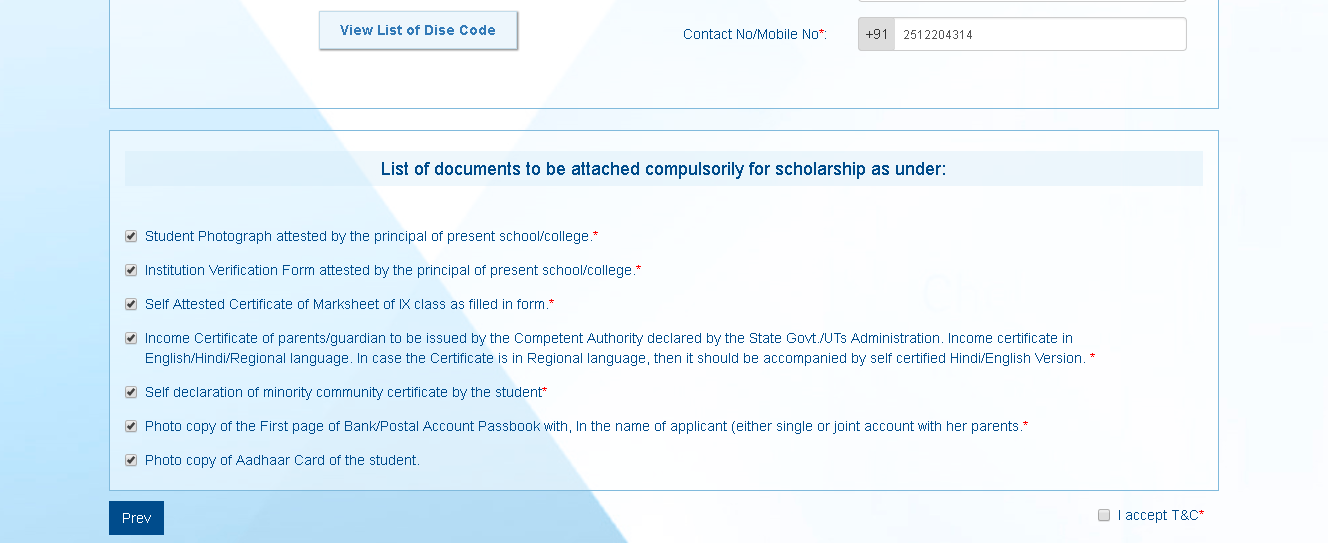 View List of Dise Code
Contact No/Mobile No*:
+91
2512204314
List of documents to be attached compulsorily for scholarship as under:
Student Photograph attested by the principal of present school/college.*
Institution Verification Form attested by the principal of present school/college.*
Self Attested Certificate of Marksheet of IX class as filled in form.*
Income Certificate of parents/guardian to be issued by the Competent Authority declared by the State Govt./UTs Administration. Income certificate in
English/Hindi/Regional language. In case the Certificate is in Regional language, then it should be accompanied by self certified Hindi/English Version. *
Self declaration of minority community certificate by the student*
Photo copy of the First page of Bank/Postal Account Passbook with, In the name of applicant (either single or joint account with her parents.*
Photo copy of Aadhaar Card of the student.
Prev
I accept T&C*